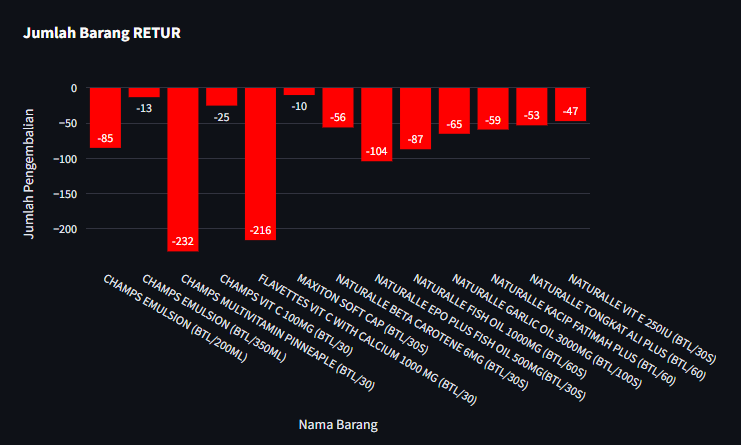 Jumlah Barang RETUR
Jumlah Pengembalian
0
−50
−100
−150
−200
-85
-13
-232
-25
-216
-10
-56
-104
-87
-65
-59
-53
-47
CHAMPS EMULSION (BTL/200ML)
CHAMPS EMULSION (BTL/350ML)
CHAMPS MULTIVITAMIN PINNEAPLE (BTL/30)
CHAMPS VIT C 100MG (BTL/30)
FLAVETTES VIT C WITH CALCIUM 1000 MG (BTL/30)
MAXITON SOFT CAP (BTL/30S)
NATURALLE BETA CAROTENE 6MG (BTL/30S)
NATURALLE EPO PLUS FISH OIL 500MG(BTL/30S)
NATURALLE FISH OIL 1000MG (BTL/60S)
NATURALLE GARLIC OIL 3000MG (BTL/100S)
NATURALLE KACIP FATIMAH PLUS (BTL/60)
NATURALLE TONGKAT ALI PLUS (BTL/60)
NATURALLE VIT E 250IU (BTL/30S)
Nama Barang